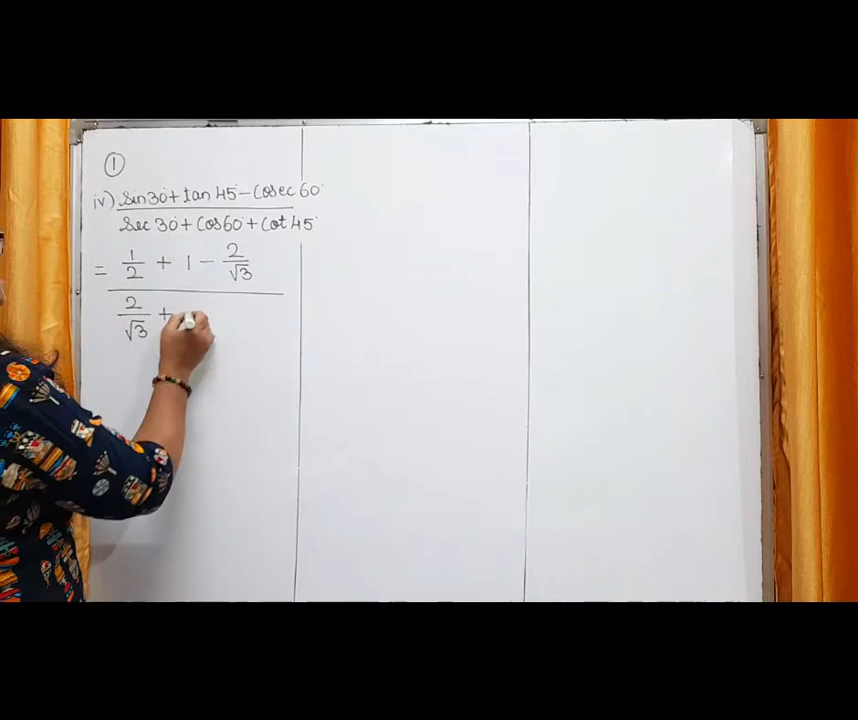 ①
iv) sin30° + tan 45° - Cosec 60°
Sec 30° + Cos60° + Cot 45°
= 1/2 + 1 - 2/√3
2/√3 +